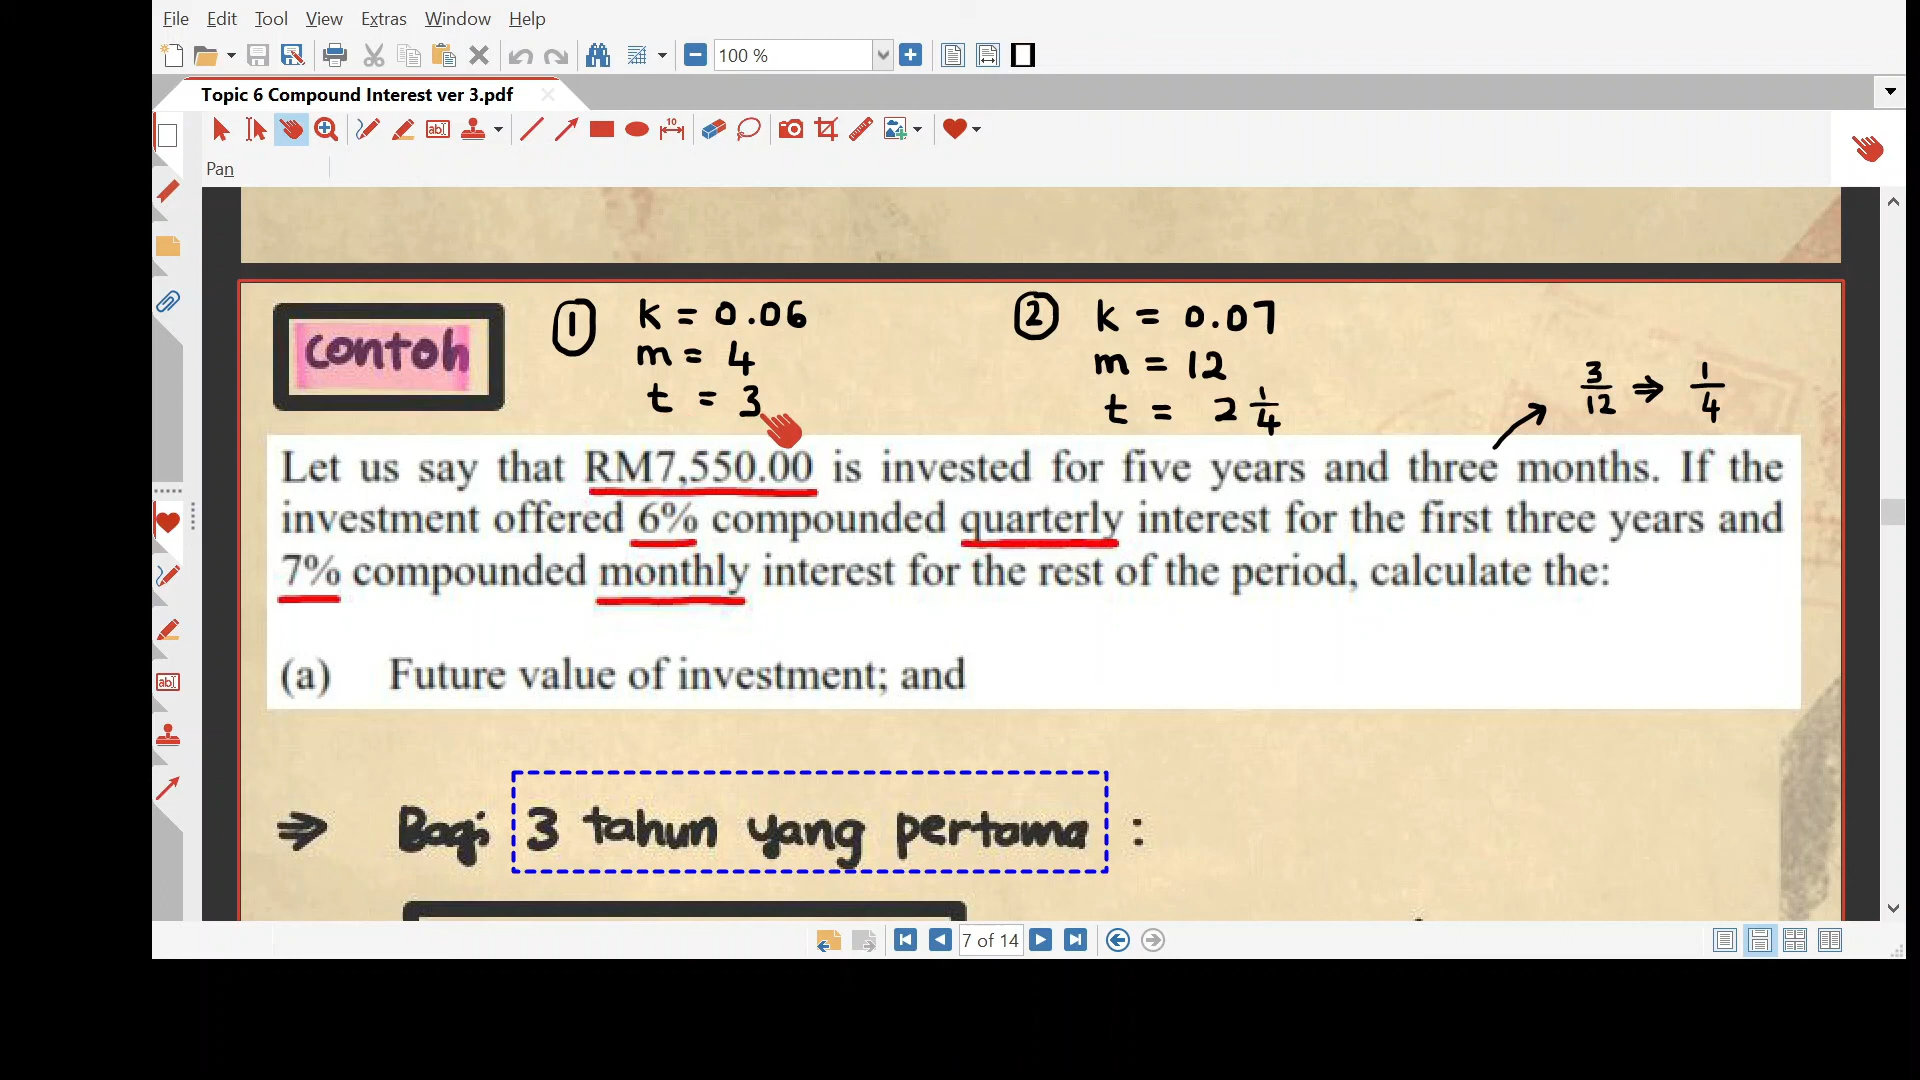 File Edit Tool View Extras Window Help
100 %
Topic 6 Compound Interest ver 3.pdf
Pan
contoh
① k = 0.06
m = 4
t = 3
② k = 0.07
m = 12
t = 2 1/4
3/12 ⇒ 1/4
Let us say that RM7,550.00 is invested for five years and three months. If the
investment offered 6% compounded quarterly interest for the first three years and
7% compounded monthly interest for the rest of the period, calculate the:
(a) Future value of investment; and
⇒ Bagi 3 tahun yang pertama :
7 of 14